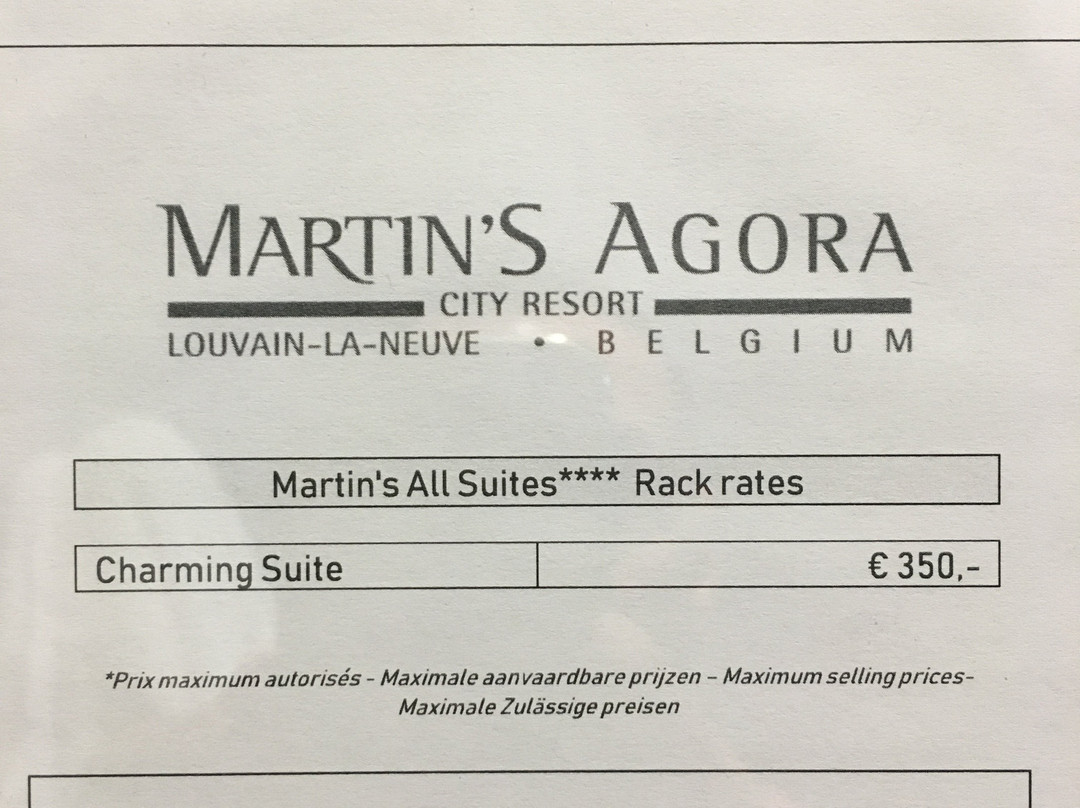 MARTIN'S AGORA
CITY RESORT
LOUVAIN-LA-NEUVE • BELGIUM
Martin's All Suites**** Rack rates
Charming Suite € 350,-
*Prix maximum autorisés - Maximale aanvaardbare prijzen – Maximum selling prices-
Maximale Zulässige preisen